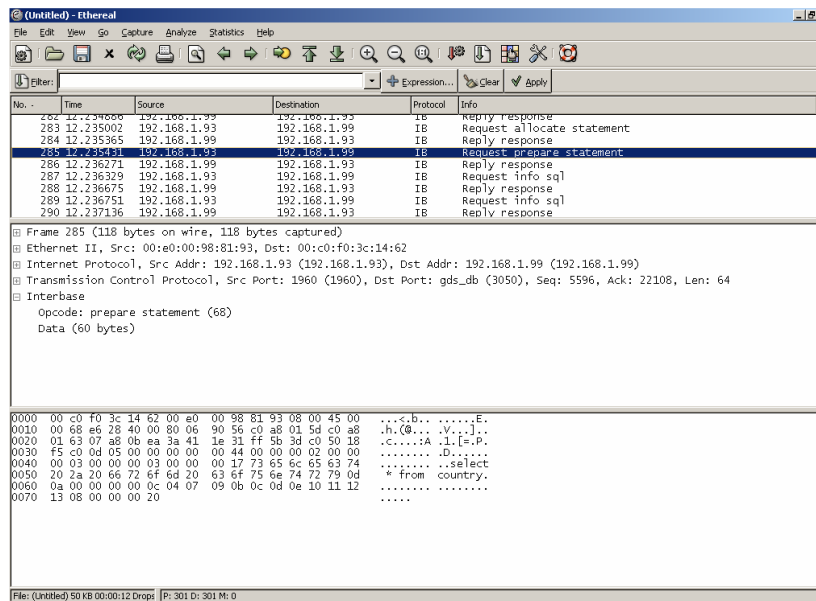 (Untitled) - Ethereal
File Edit View Go Capture Analyze Statistics Help
Filter: Expression... Clear Apply
No. - Time Source Destination Protocol Info
282 12.234886 192.168.1.99 192.168.1.93 IB Reply response
283 12.235002 192.168.1.93 192.168.1.99 IB Request allocate statement
284 12.235365 192.168.1.99 192.168.1.93 IB Reply response
285 12.235431 192.168.1.93 192.168.1.99 IB Request prepare statement
286 12.236271 192.168.1.99 192.168.1.93 IB Reply response
287 12.236329 192.168.1.93 192.168.1.99 IB Request info sql
288 12.236675 192.168.1.99 192.168.1.93 IB Reply response
289 12.236751 192.168.1.93 192.168.1.99 IB Request info sql
290 12.237136 192.168.1.99 192.168.1.93 IB Reply response
Frame 285 (118 bytes on wire, 118 bytes captured)
Ethernet II, Src: 00:e0:00:98:81:93, Dst: 00:c0:f0:3c:14:62
Internet Protocol, Src Addr: 192.168.1.93 (192.168.1.93), Dst Addr: 192.168.1.99 (192.168.1.99)
Transmission Control Protocol, Src Port: 1960 (1960), Dst Port: gds_db (3050), Seq: 5596, Ack: 22108, Len: 64
Interbase
Opcode: prepare statement (68)
Data (60 bytes)
0000 00 c0 f0 3c 14 62 00 e0 00 98 81 93 08 00 45 00 ...<.b.. ......E.
0010 00 68 e6 28 40 00 80 06 90 56 c0 a8 01 5d c0 a8 .h.(@... .V...]..
0020 01 63 07 a8 0b ea 3a 41 1e 31 ff 5b 3d c0 50 18 .c....:A .1.[=.P.
0030 f5 c0 0d 05 00 00 00 00 00 44 00 00 00 02 00 00 ........ .D......
0040 00 03 00 00 00 03 00 00 00 17 73 65 6c 65 63 74 ........ ..select
0050 20 2a 20 66 72 6f 6d 20 63 6f 75 6e 74 72 79 0d * from country.
0060 0a 00 00 00 00 0c 04 07 09 0b 0c 0d 0e 10 11 12 ........ ........
0070 13 08 00 00 00 20 .....
File: (Untitled) 50 KB 00:00:12 Drops P: 301 D: 301 M: 0